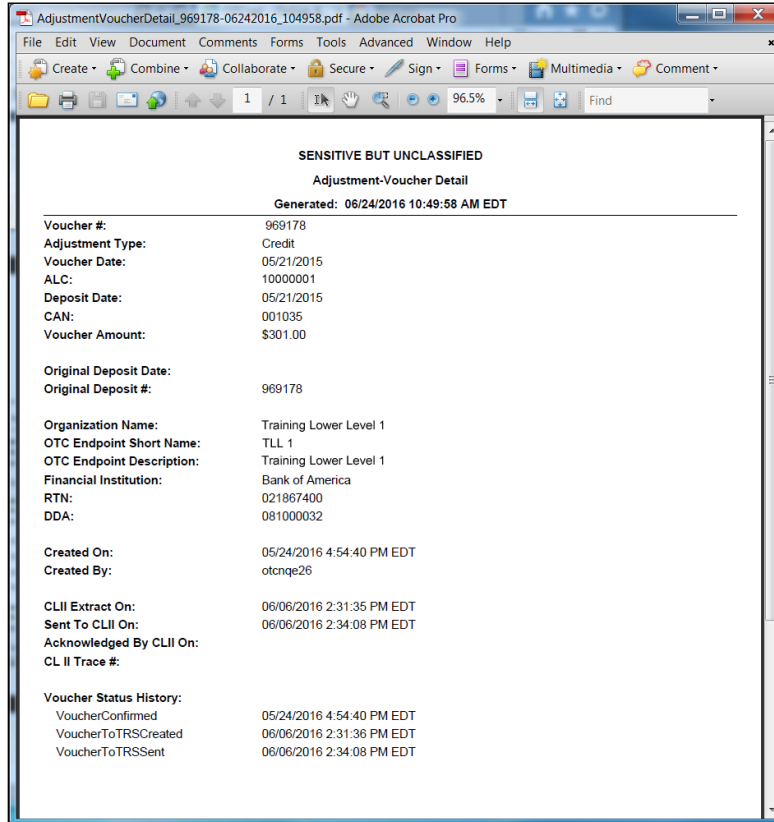 AdjustmentVoucherDetail_969178-06242016_104958.pdf - Adobe Acrobat Pro
File Edit View Document Comments Forms Tools Advanced Window Help
Create Combine Collaborate Secure Sign Forms Multimedia Comment
1 / 1 96.5% Find
SENSITIVE BUT UNCLASSIFIED
Adjustment-Voucher Detail
Generated: 06/24/2016 10:49:58 AM EDT
Voucher #: 969178
Adjustment Type: Credit
Voucher Date: 05/21/2015
ALC: 10000001
Deposit Date: 05/21/2015
CAN: 001035
Voucher Amount: $301.00
Original Deposit Date:
Original Deposit #: 969178
Organization Name: Training Lower Level 1
OTC Endpoint Short Name: TLL 1
OTC Endpoint Description: Training Lower Level 1
Financial Institution: Bank of America
RTN: 021867400
DDA: 081000032
Created On: 05/24/2016 4:54:40 PM EDT
Created By: otcnqe26
CLII Extract On: 06/06/2016 2:31:35 PM EDT
Sent To CLII On: 06/06/2016 2:34:08 PM EDT
Acknowledged By CLII On:
CL II Trace #:
Voucher Status History:
VoucherConfirmed 05/24/2016 4:54:40 PM EDT
VoucherToTRSCreated 06/06/2016 2:31:36 PM EDT
VoucherToTRSSent 06/06/2016 2:34:08 PM EDT